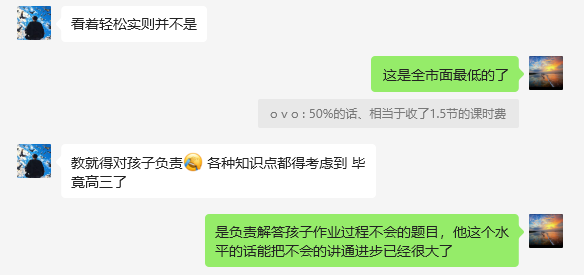 看着轻松实则并不是
这是全市面最低的了
o v o : 50%的话、相当于收了1.5节的课时费
教就得对孩子负责😂 各种知识点都得考虑到 毕
竟高三了
是负责解答孩子作业过程不会的题目，他这个水
平的话能把不会的讲通进步已经很大了